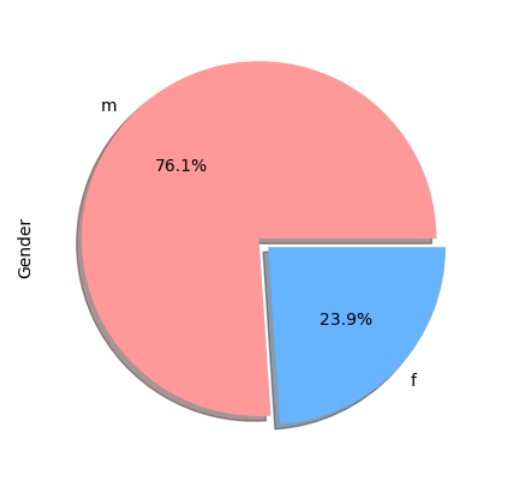 m
76.1%
Gender
23.9%
f